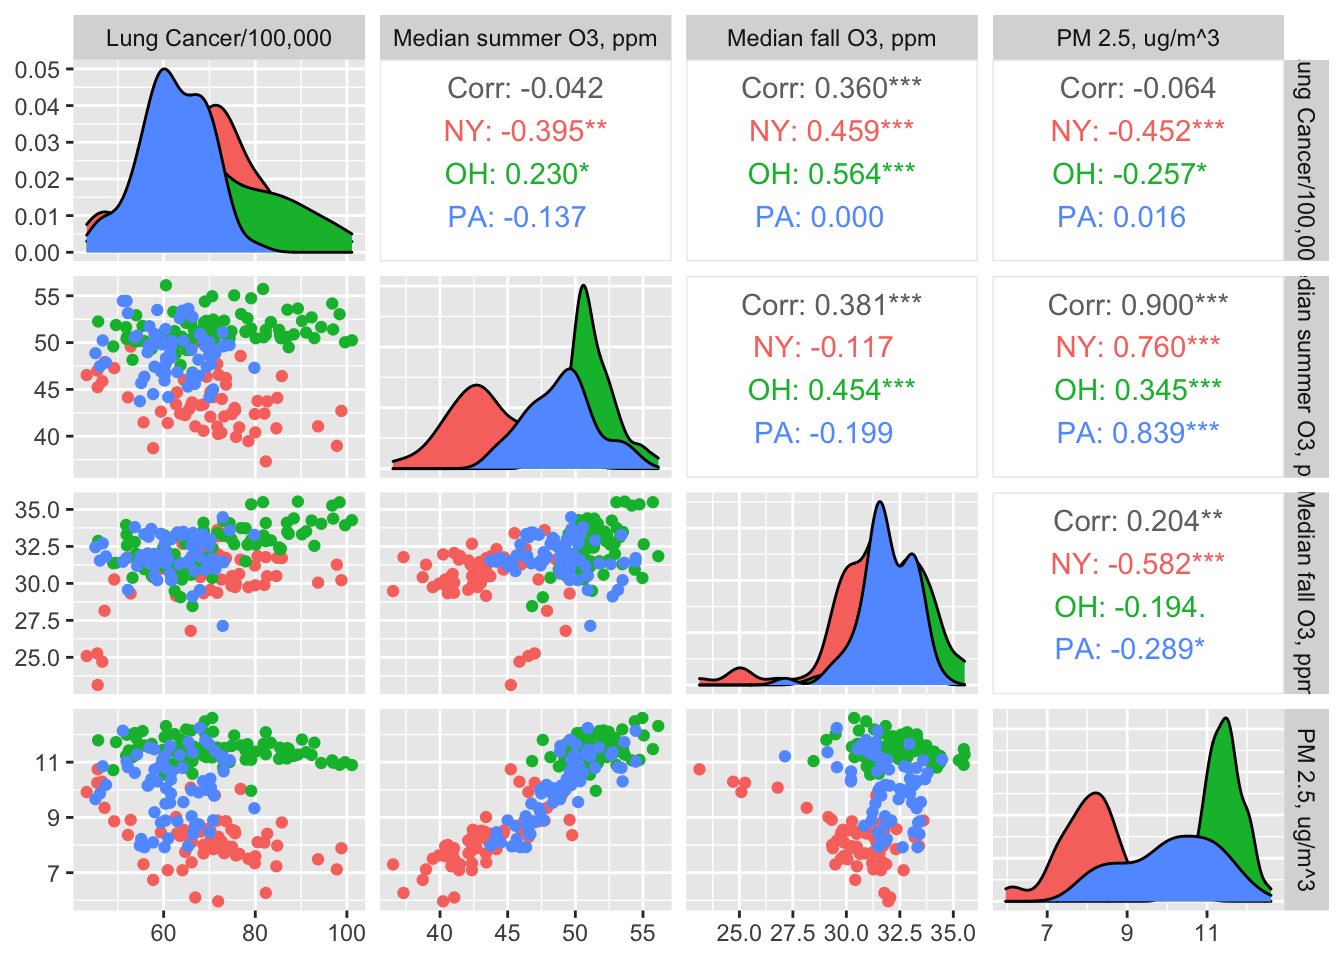 Lung Cancer/100,000
Median summer O3, ppm
Median fall O3, ppm
PM 2.5, ug/m^3
0.05
0.04
0.03
0.02
0.01
0.00
Corr: -0.042
NY: -0.395**
OH: 0.230*
PA: -0.137
Corr: 0.360***
NY: 0.459***
OH: 0.564***
PA: 0.000
Corr: -0.064
NY: -0.452***
OH: -0.257*
PA: 0.016
ung Cancer/100,00
55
50
45
40
Corr: 0.381***
NY: -0.117
OH: 0.454***
PA: -0.199
Corr: 0.900***
NY: 0.760***
OH: 0.345***
PA: 0.839***
dian summer O3, p
35.0
32.5
30.0
27.5
25.0
Corr: 0.204**
NY: -0.582***
OH: -0.194.
PA: -0.289*
Median fall O3, ppm
11
9
7
PM 2.5, ug/m^3
60
80
100
40
45
50
55
25.0
27.5
30.0
32.5
35.0
7
9
11